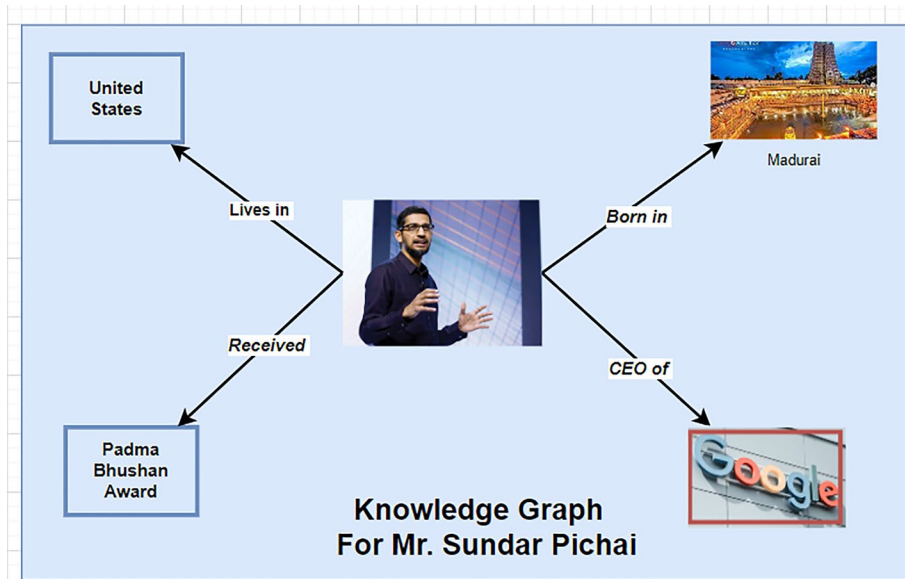 United
States
Madurai
Lives in
Born in
Received
CEO of
Padma
Bhushan
Award
Google
Knowledge Graph
For Mr. Sundar Pichai